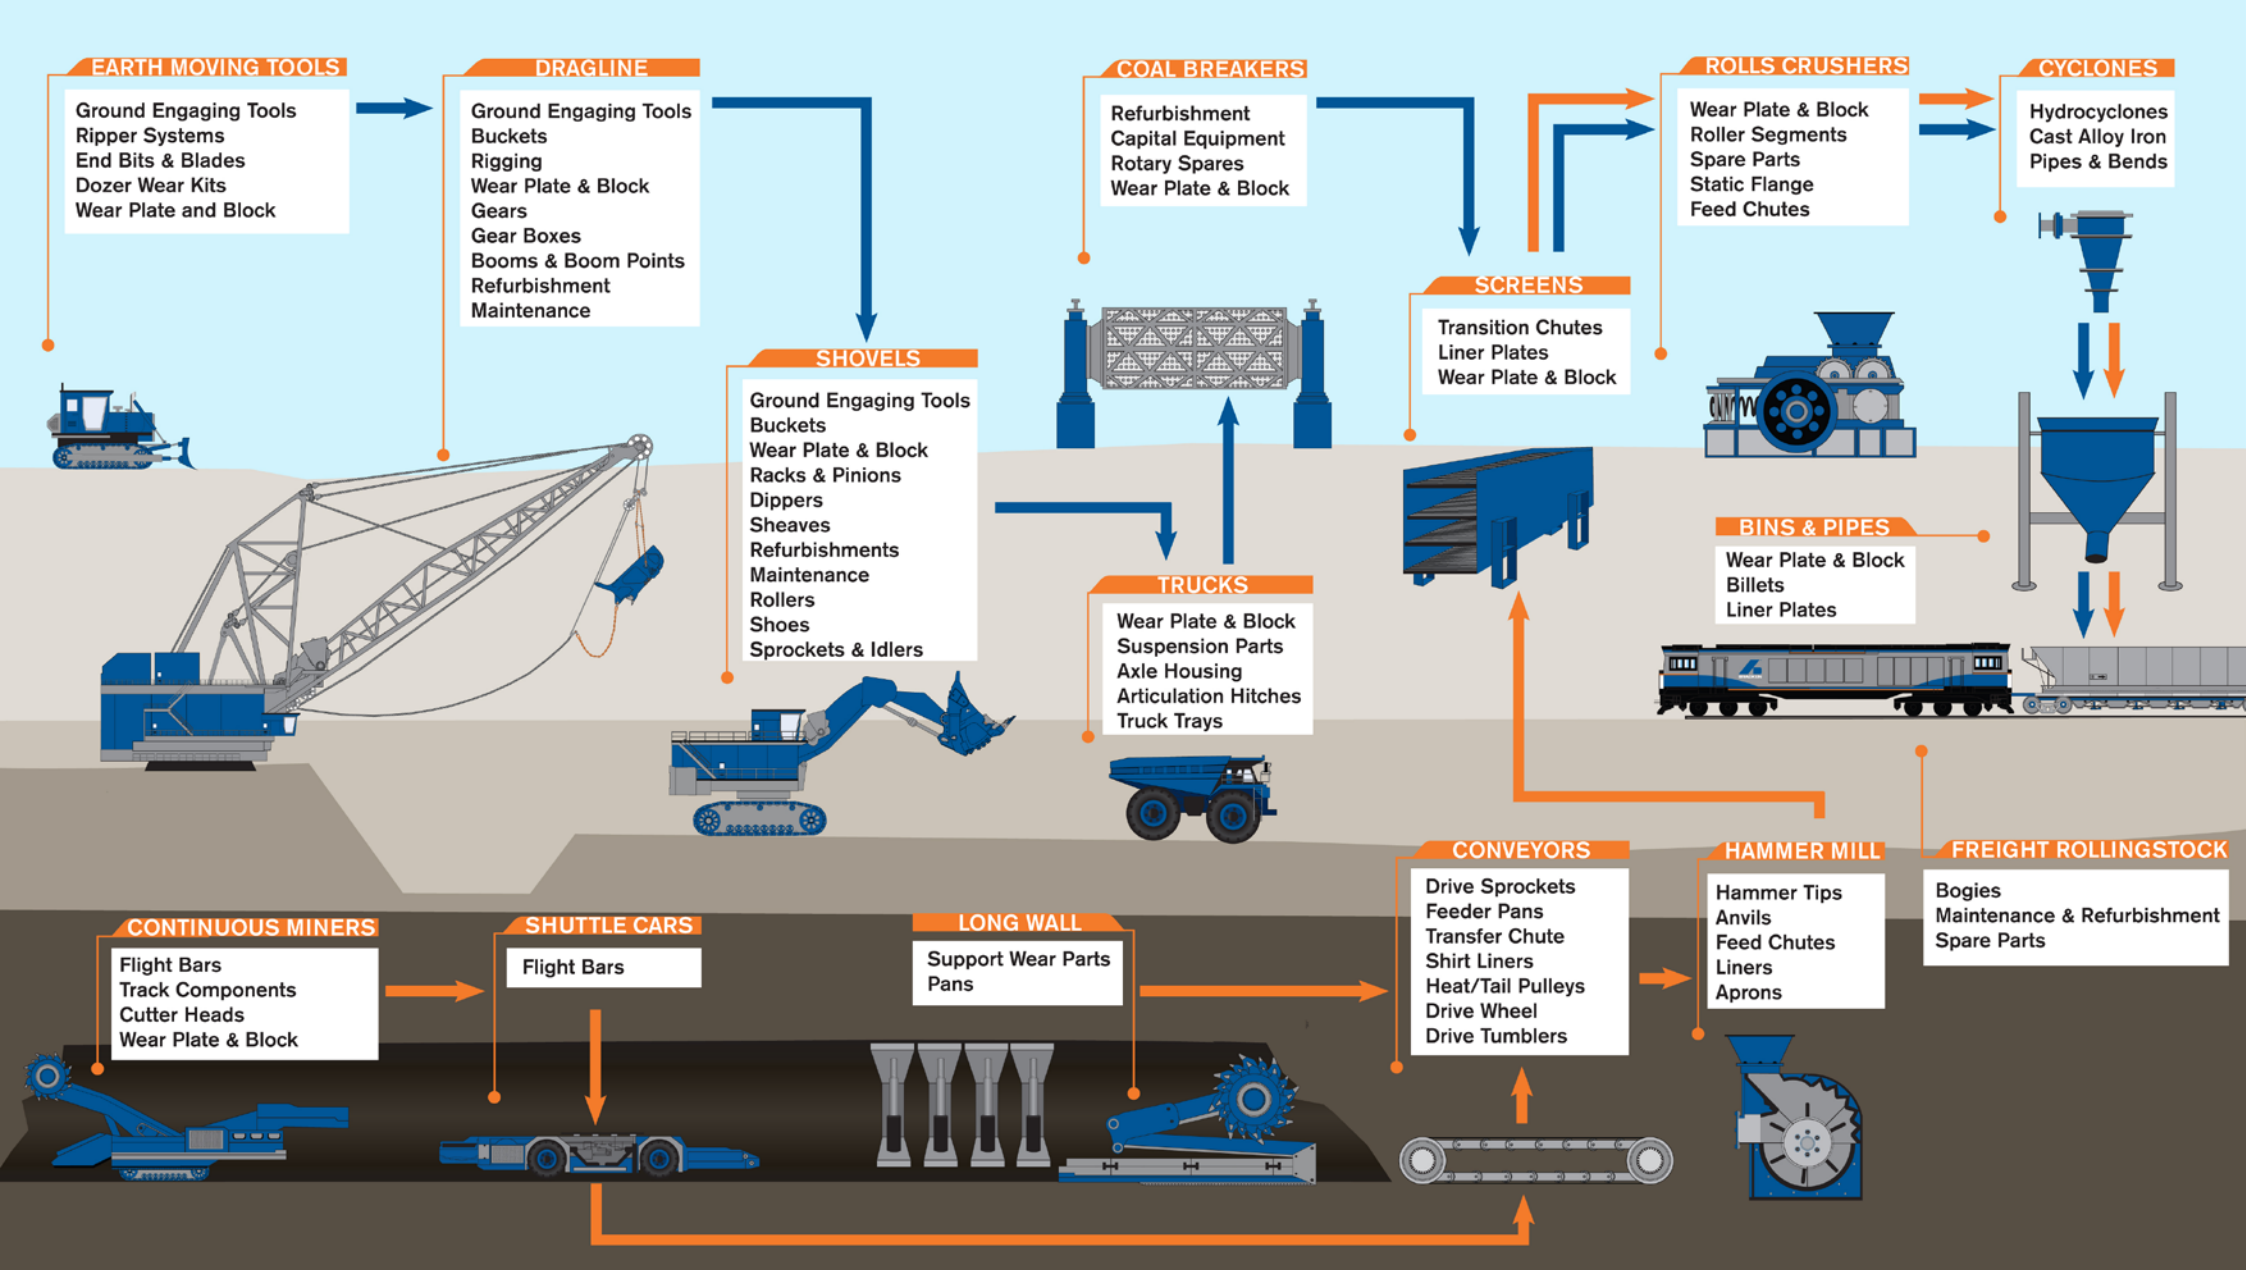 EARTH MOVING TOOLS
Ground Engaging Tools
Ripper Systems
End Bits & Blades
Dozer Wear Kits
Wear Plate and Block
DRAGLINE
Ground Engaging Tools
Buckets
Rigging
Wear Plate & Block
Gears
Gear Boxes
Booms & Boom Points
Refurbishment
Maintenance
SHOVELS
Ground Engaging Tools
Buckets
Wear Plate & Block
Racks & Pinions
Dippers
Sheaves
Refurbishments
Maintenance
Rollers
Shoes
Sprockets & Idlers
TRUCKS
Wear Plate & Block
Suspension Parts
Axle Housing
Articulation Hitches
Truck Trays
COAL BREAKERS
Refurbishment
Capital Equipment
Rotary Spares
Wear Plate & Block
SCREENS
Transition Chutes
Liner Plates
Wear Plate & Block
ROLLS CRUSHERS
Wear Plate & Block
Roller Segments
Spare Parts
Static Flange
Feed Chutes
CYCLONES
Hydrocyclones
Cast Alloy Iron
Pipes & Bends
BINS & PIPES
Wear Plate & Block
Billets
Liner Plates
CONTINUOUS MINERS
Flight Bars
Track Components
Cutter Heads
Wear Plate & Block
SHUTTLE CARS
Flight Bars
LONG WALL
Support Wear Parts
Pans
CONVEYORS
Drive Sprockets
Feeder Pans
Transfer Chute
Shirt Liners
Heat/Tail Pulleys
Drive Wheel
Drive Tumblers
HAMMER MILL
Hammer Tips
Anvils
Feed Chutes
Liners
Aprons
FREIGHT ROLLINGSTOCK
Bogies
Maintenance & Refurbishment
Spare Parts